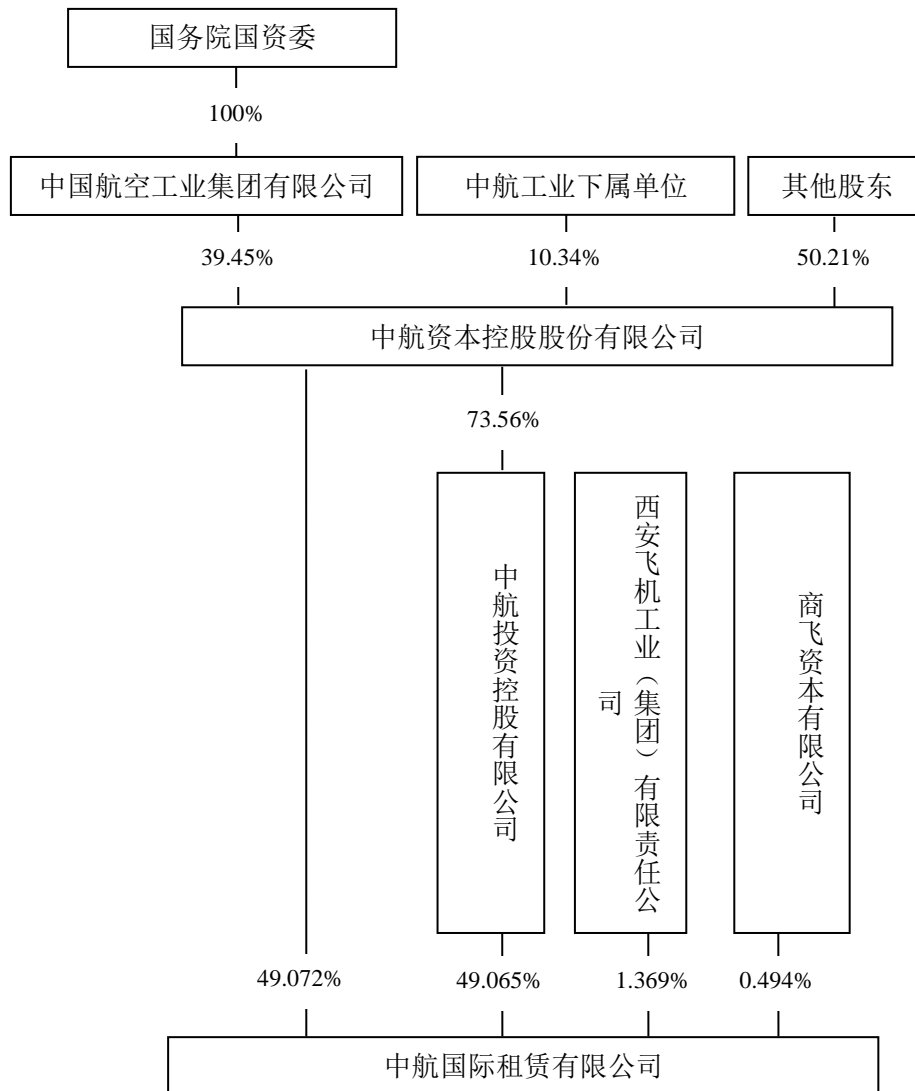 国务院国资委
100%
中国航空工业集团有限公司
中航工业下属单位
其他股东
39.45%
10.34%
50.21%
中航资本控股股份有限公司
73.56%
中航投资控股有限公司
西安飞机工业（集团）有限责任公
司
商飞资本有限公司
49.072%
49.065%
1.369%
0.494%
中航国际租赁有限公司